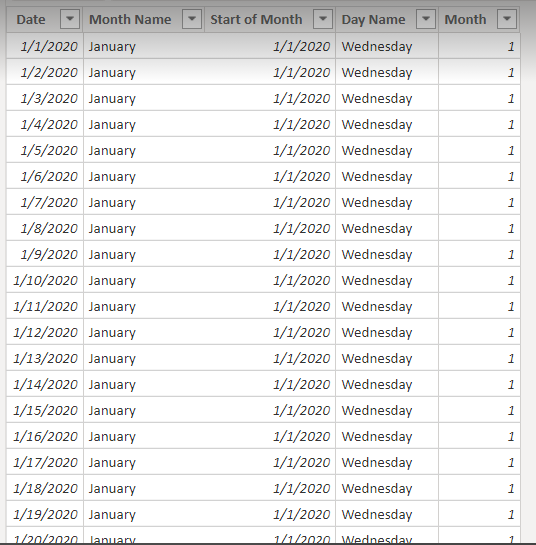 Date Month Name Start of Month Day Name Month
1/1/2020 January 1/1/2020 Wednesday 1
1/2/2020 January 1/1/2020 Wednesday 1
1/3/2020 January 1/1/2020 Wednesday 1
1/4/2020 January 1/1/2020 Wednesday 1
1/5/2020 January 1/1/2020 Wednesday 1
1/6/2020 January 1/1/2020 Wednesday 1
1/7/2020 January 1/1/2020 Wednesday 1
1/8/2020 January 1/1/2020 Wednesday 1
1/9/2020 January 1/1/2020 Wednesday 1
1/10/2020 January 1/1/2020 Wednesday 1
1/11/2020 January 1/1/2020 Wednesday 1
1/12/2020 January 1/1/2020 Wednesday 1
1/13/2020 January 1/1/2020 Wednesday 1
1/14/2020 January 1/1/2020 Wednesday 1
1/15/2020 January 1/1/2020 Wednesday 1
1/16/2020 January 1/1/2020 Wednesday 1
1/17/2020 January 1/1/2020 Wednesday 1
1/18/2020 January 1/1/2020 Wednesday 1
1/19/2020 January 1/1/2020 Wednesday 1
1/20/2020 January 1/1/2020 Wednesday 1